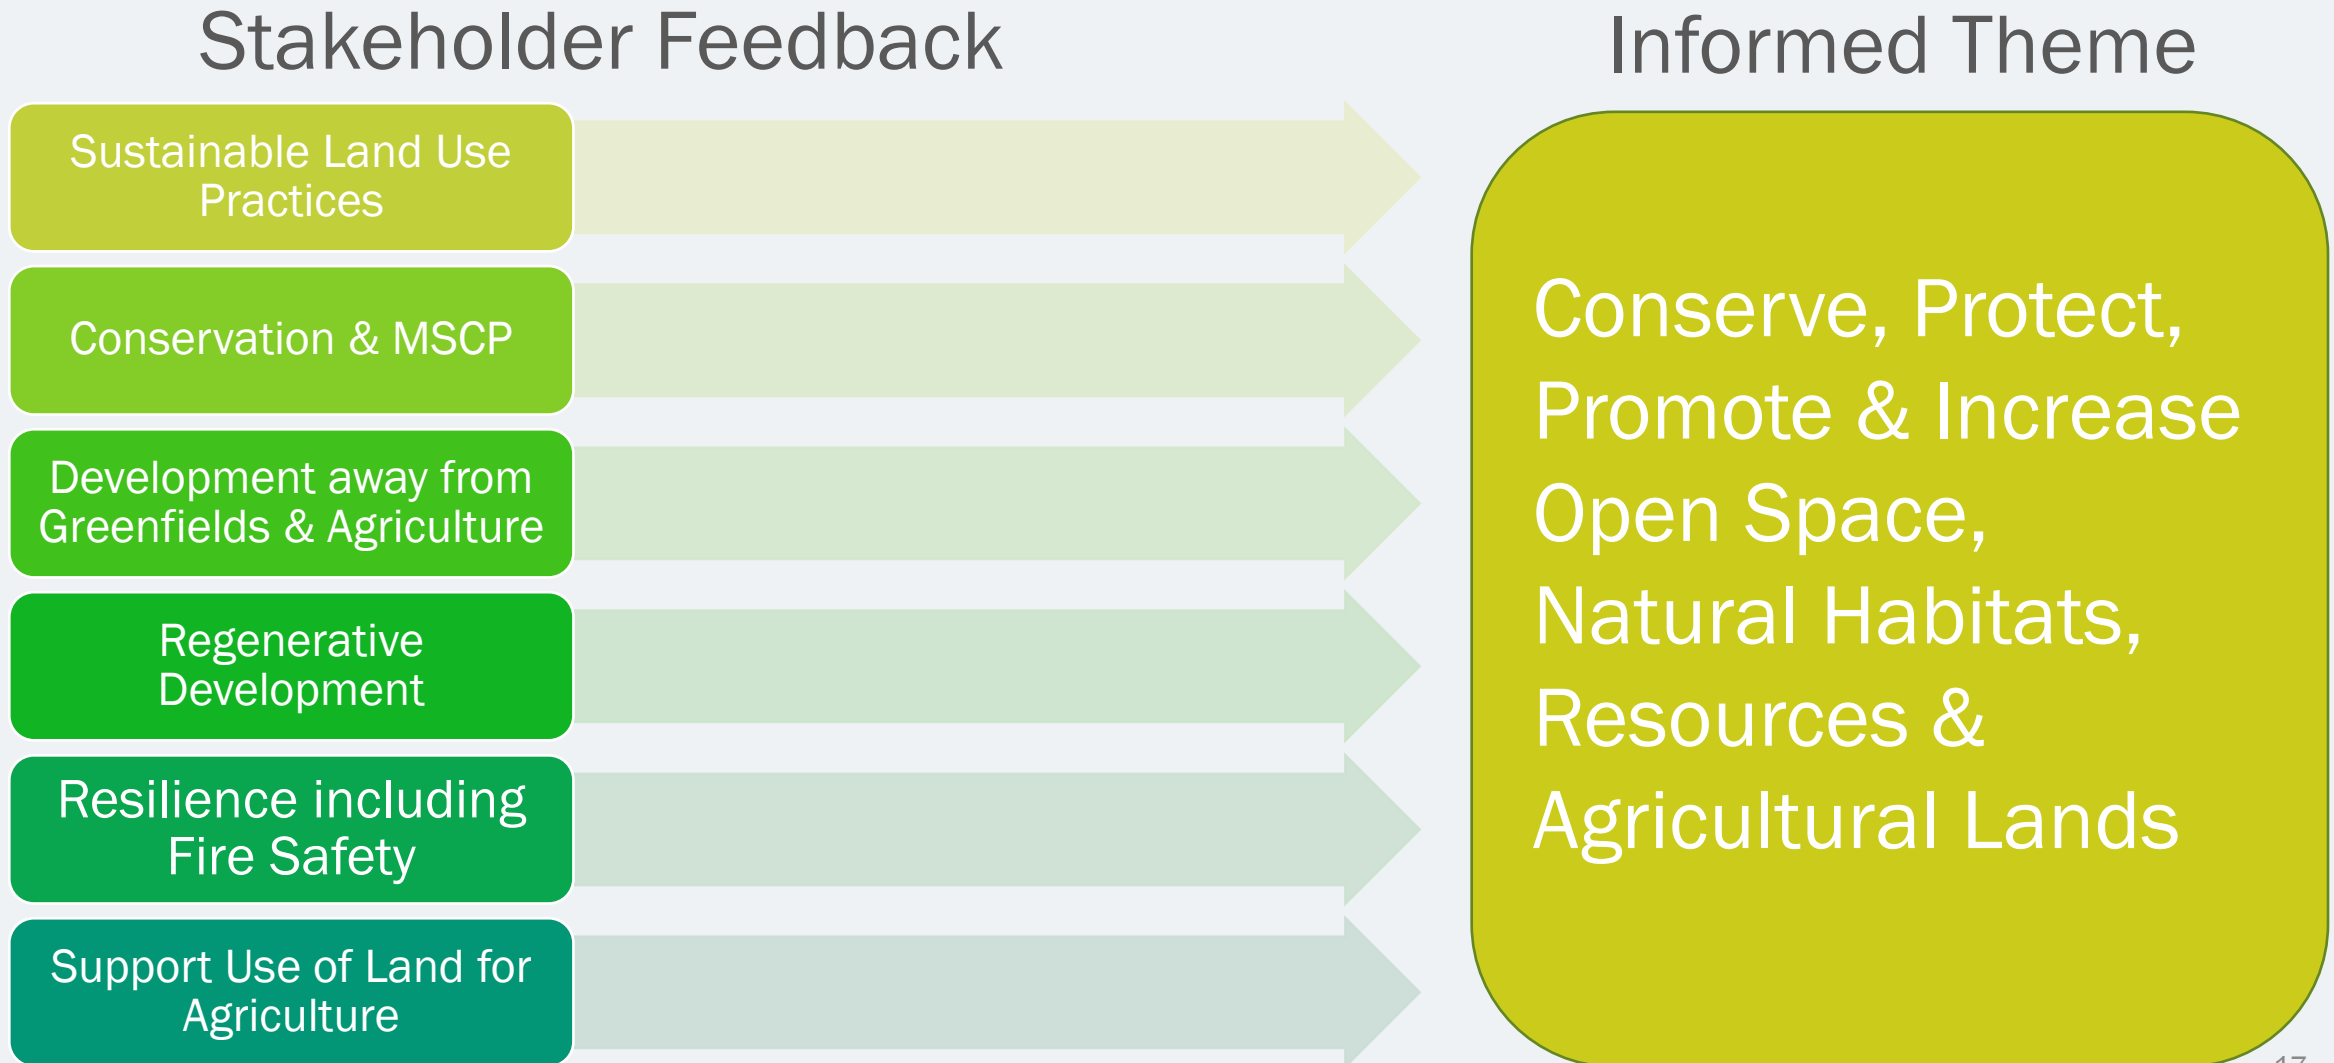 Stakeholder Feedback
Informed Theme
Sustainable Land Use
Practices
Conservation & MSCP
Development away from
Greenfields & Agriculture
Regenerative
Development
Resilience including
Fire Safety
Support Use of Land for
Agriculture
Conserve, Protect,
Promote & Increase
Open Space,
Natural Habitats,
Resources &
Agricultural Lands
17